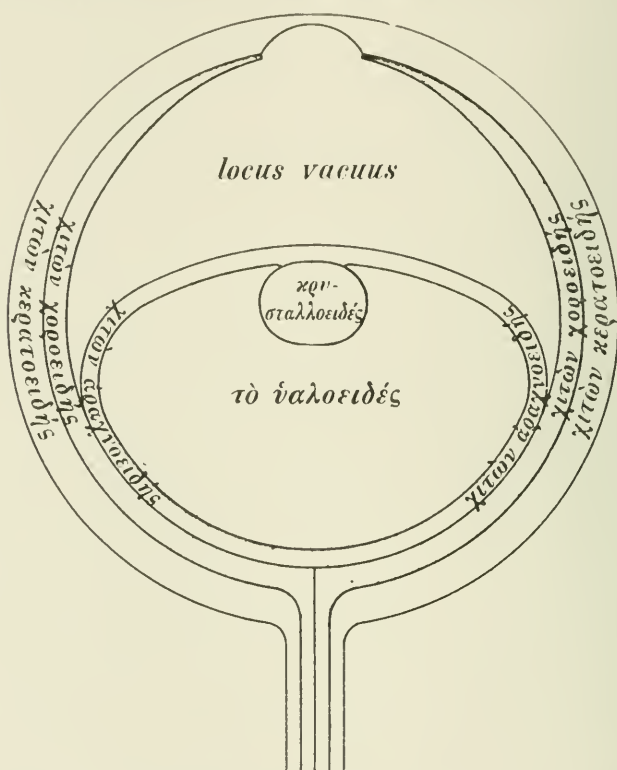 locus vacuus
χιτὼν κερατοειδής
χιτὼν χοροειδής
χιτὼν ἀραχνοειδής
κρυ-
σταλλοειδές
τὸ ὑαλοειδές
χιτὼν ἀραχνοειδής
χιτὼν χοροειδής
χιτὼν κερατοειδής